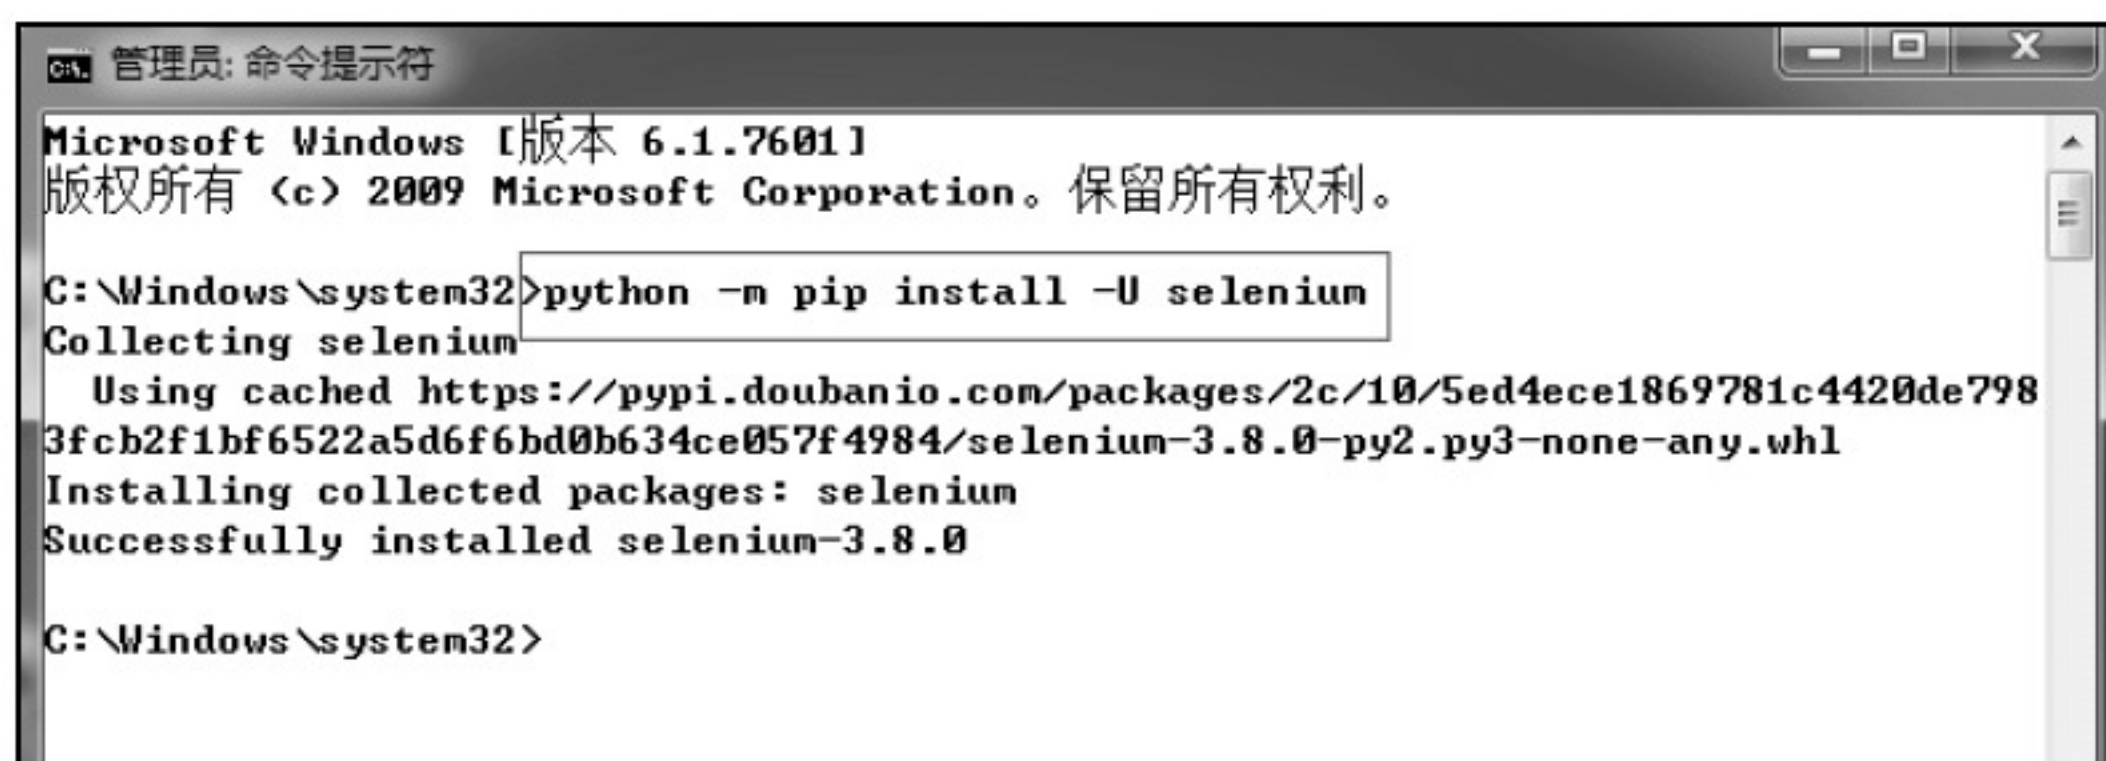 管理员: 命令提示符
Microsoft Windows [版本 6.1.7601]
版权所有 (c) 2009 Microsoft Corporation。保留所有权利。
C:\Windows\system32>python -m pip install -U selenium
Collecting selenium
  Using cached https://pypi.doubanio.com/packages/2c/10/5ed4ece1869781c4420de798
3fcb2f1bf6522a5d6f6bd0b634ce057f4984/selenium-3.8.0-py2.py3-none-any.whl
Installing collected packages: selenium
Successfully installed selenium-3.8.0
C:\Windows\system32>